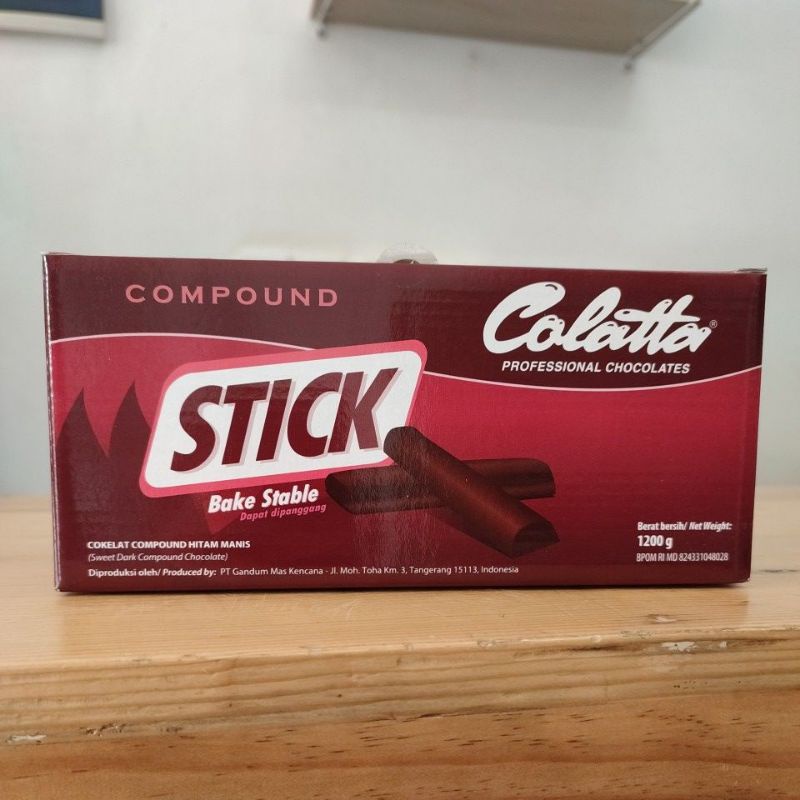 COMPOUND
Colatta®
PROFESSIONAL CHOCOLATES
STICK
Bake Stable
Dapat dipanggang
COKELAT COMPOUND HITAM MANIS
(Sweet Dark Compound Chocolate)
Diproduksi oleh/ Produced by: PT Gandum Mas Kencana - Jl. Moh. Toha Km. 3, Tangerang 15113, Indonesia
Berat bersih/ Net Weight:
1200 g
BPOM RI MD 824331048028